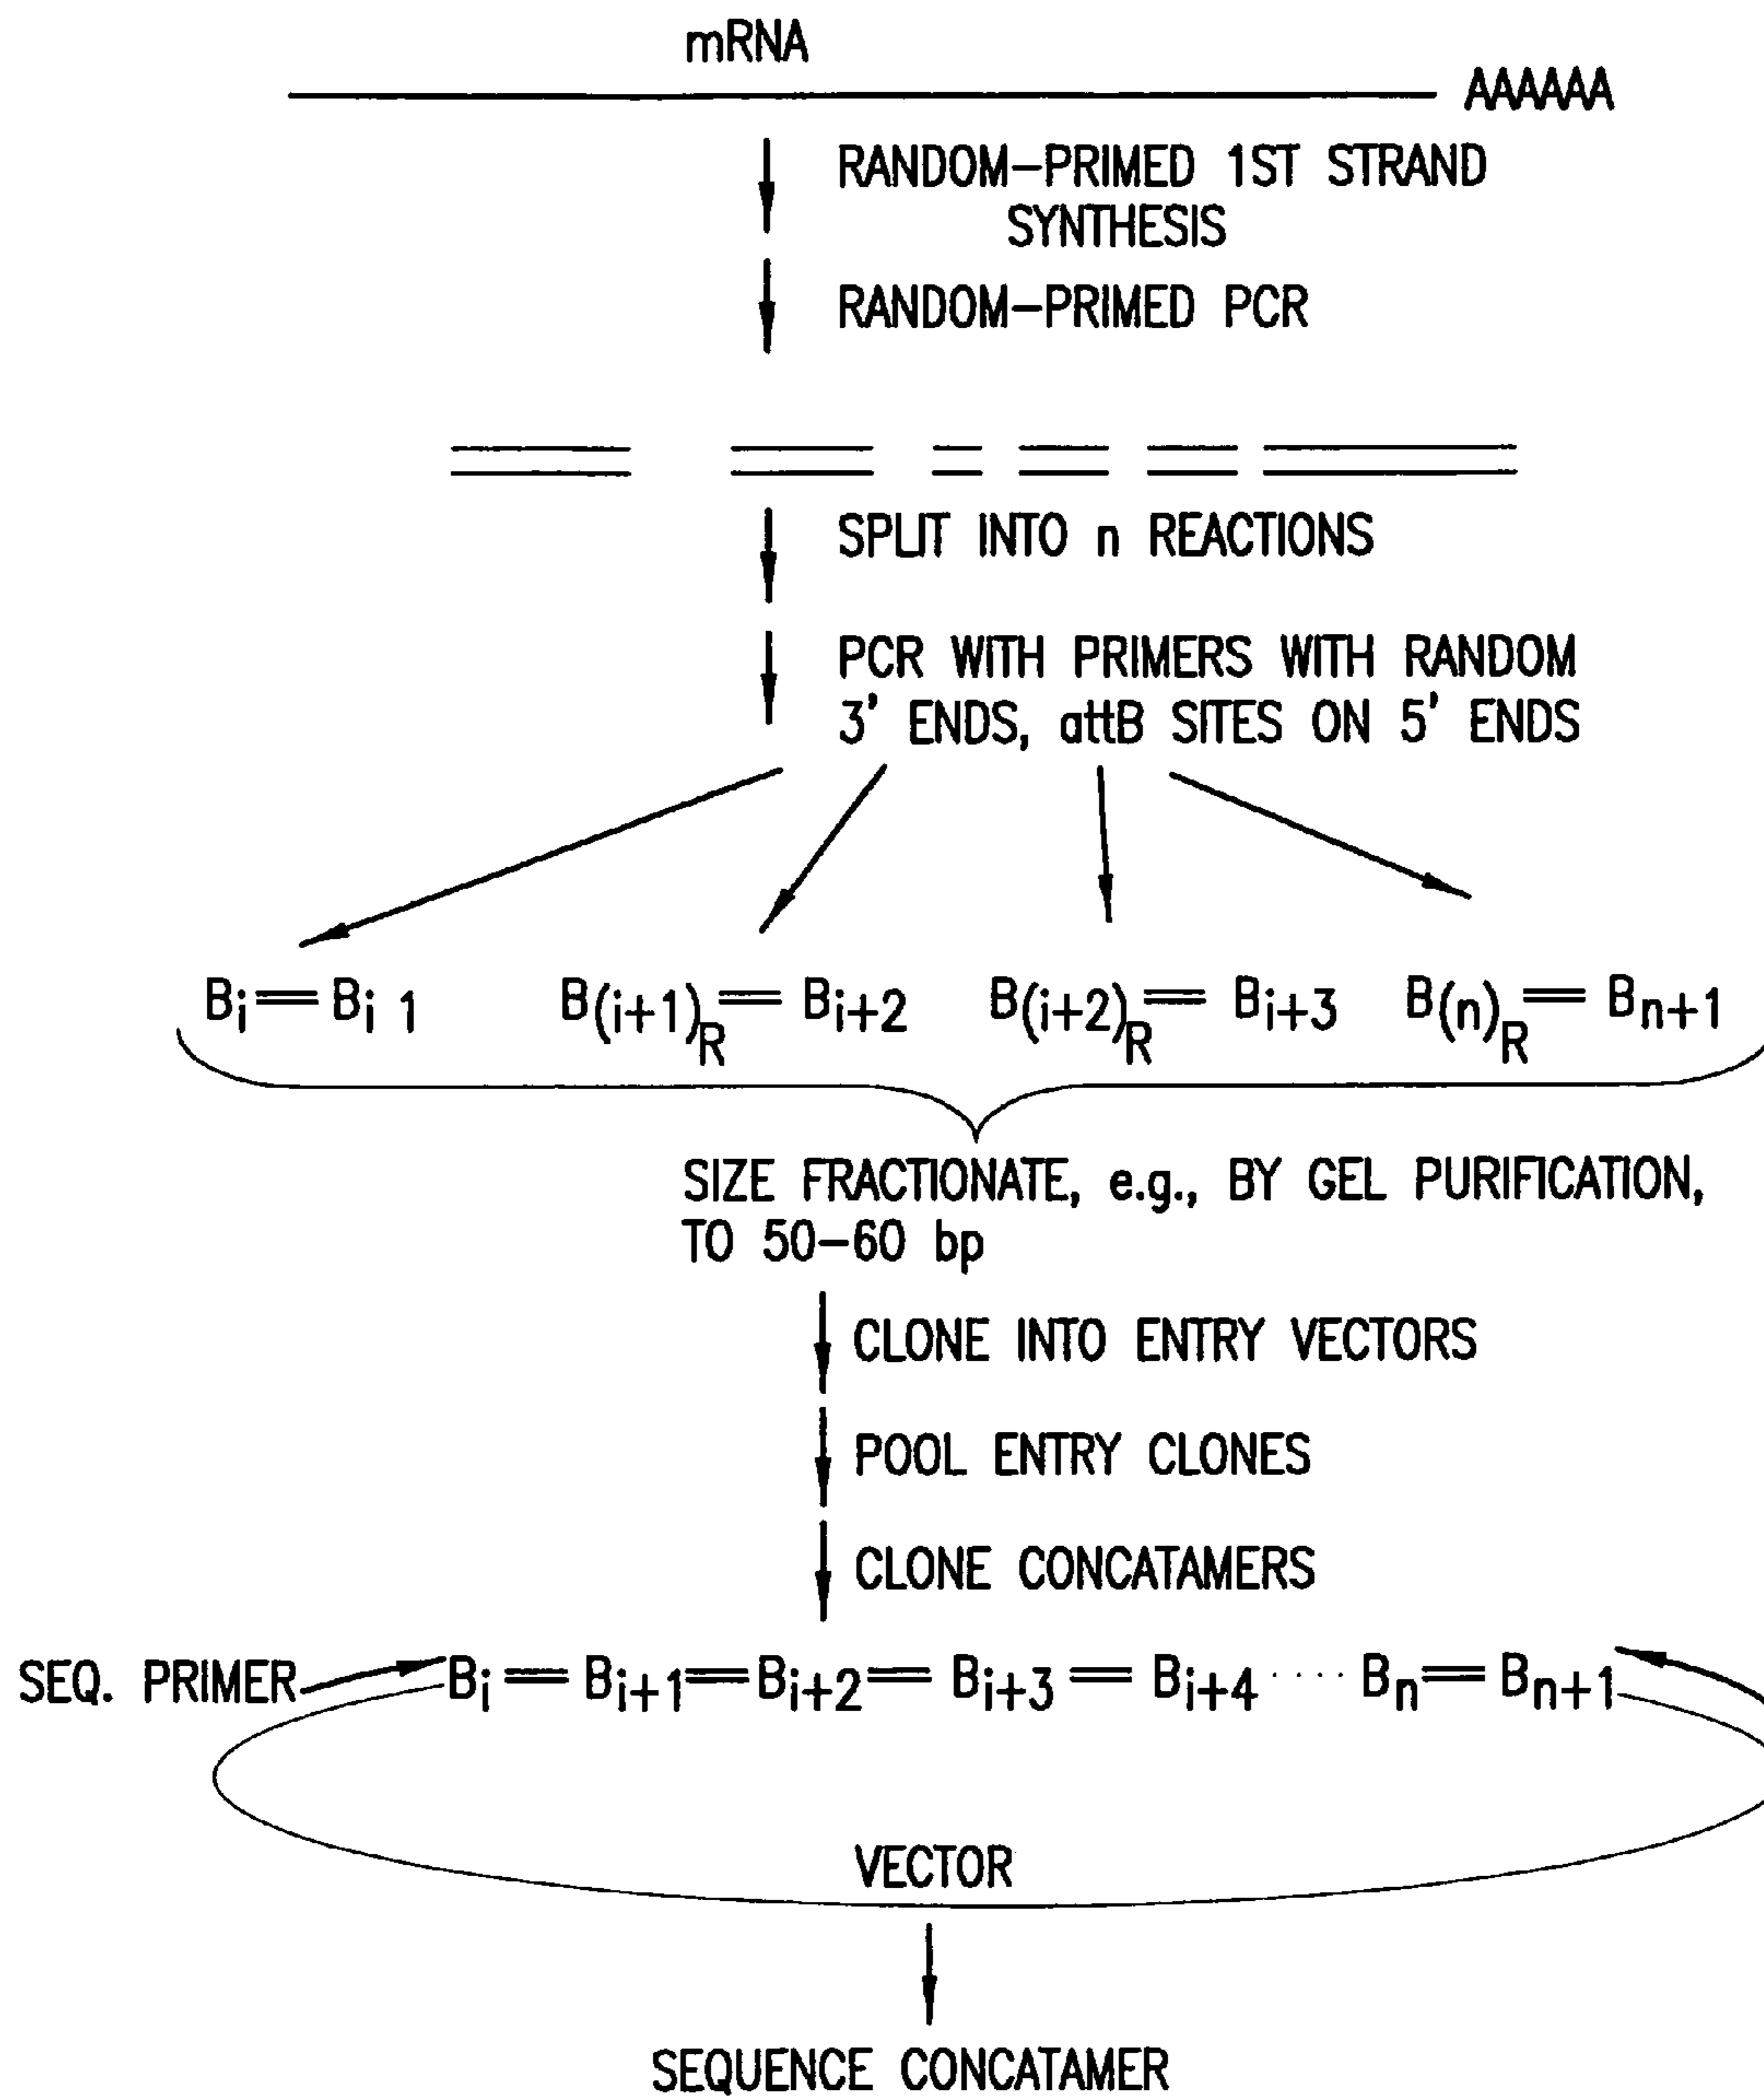 mRNA
AAAAAA
RANDOM-PRIMED 1ST STRAND
SYNTHESIS
RANDOM-PRIMED PCR
SPLIT INTO n REACTIONS
PCR WITH PRIMERS WITH RANDOM
3' ENDS, attB SITES ON 5' ENDS
Bi═Bi 1 B(i+1)R═Bi+2 B(i+2)R═Bi+3 B(n)R═Bn+1
SIZE FRACTIONATE, e.g., BY GEL PURIFICATION,
TO 50-60 bp
CLONE INTO ENTRY VECTORS
POOL ENTRY CLONES
CLONE CONCATAMERS
SEQ. PRIMER Bi═Bi+1═Bi+2═Bi+3═Bi+4 ···· Bn═Bn+1
VECTOR
SEQUENCE CONCATAMER